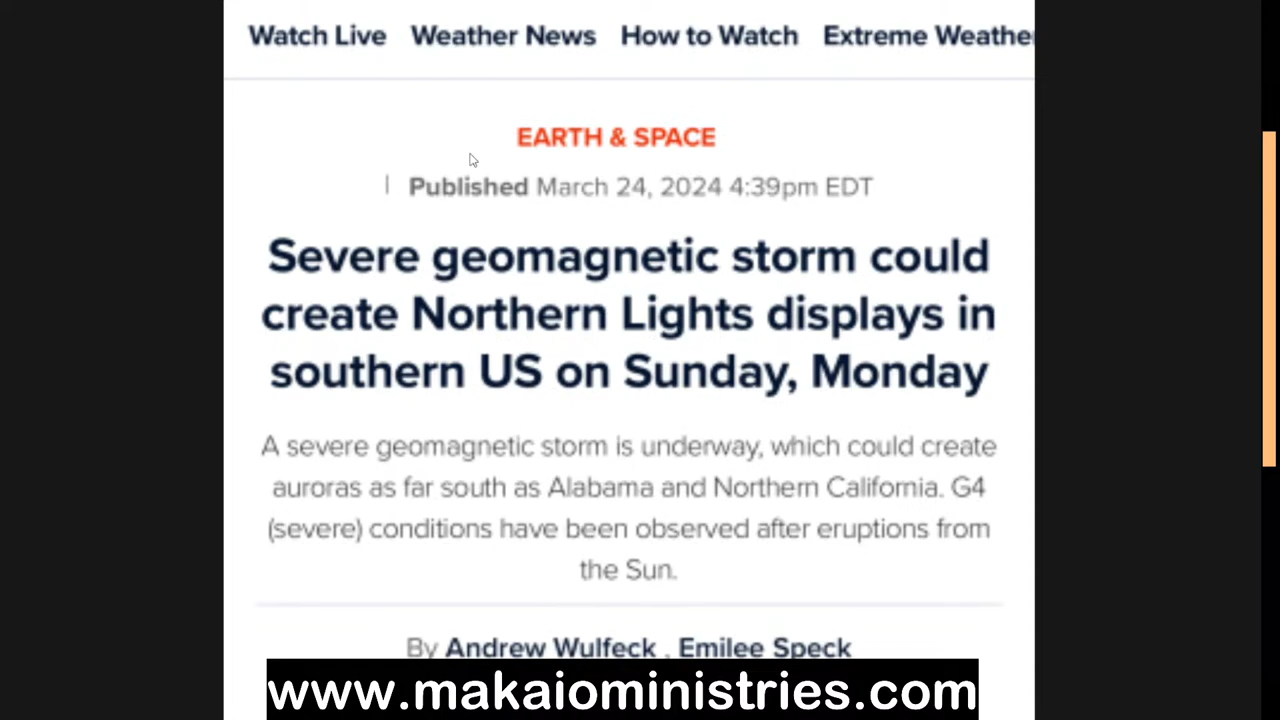 Watch Live Weather News How to Watch Extreme Weather
EARTH & SPACE
Published March 24, 2024 4:39pm EDT
Severe geomagnetic storm could
create Northern Lights displays in
southern US on Sunday, Monday
A severe geomagnetic storm is underway, which could create
auroras as far south as Alabama and Northern California. G4
(severe) conditions have been observed after eruptions from
the Sun.
By Andrew Wulfeck , Emilee Speck
www.makaiominístries.com